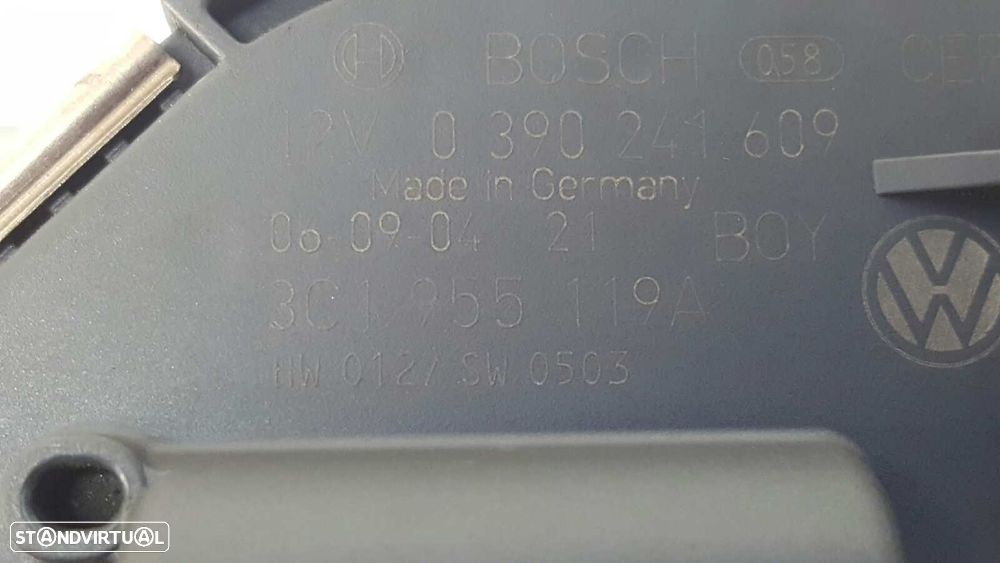 BOSCH 058 CER
12V 0 390 241 609
Made in Germany
06-09-04 21 BOY
3C1 955 119A
HW 012/ SW 0503
STANDVIRTUAL